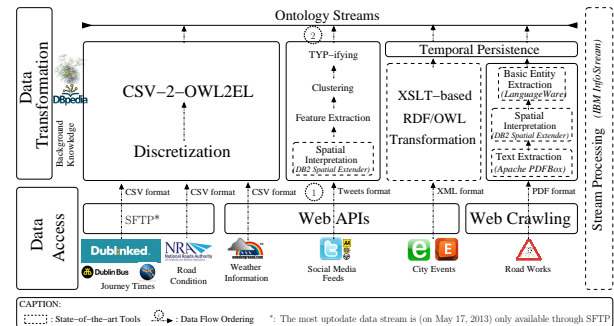 Ontology Streams
2
Data Transformation
DBpedia
Background Knowledge
CSV−2−OWL2EL
Discretization
TYP−ifying
Clustering
Feature Extraction
Spatial
Interpretation
(DB2 Spatial Extender)
Temporal Persistence
XSLT−based
RDF/OWL
Transformation
Basic Entity
Extraction
(LanguageWare)
Spatial
Interpretation
(DB2 Spatial Extender)
Text Extraction
(Apache PDFBox)
Stream Processing (IBM InfoStream)
CSV format
CSV format
CSV format
1
Tweets format
XML format
PDF format
Data Access
SFTP*
Web APIs
Web Crawling
Dublinked
NRA
National Roads Authority
wunderground.com
AA
Dublin Bus
Journey Times
Road
Condition
Weather
Information
Social Media
Feeds
City Events
Road Works
CAPTION:
: State−of−the−art Tools
: Data Flow Ordering
*: The most uptodate data stream is (on May 17, 2013) only available through SFTP